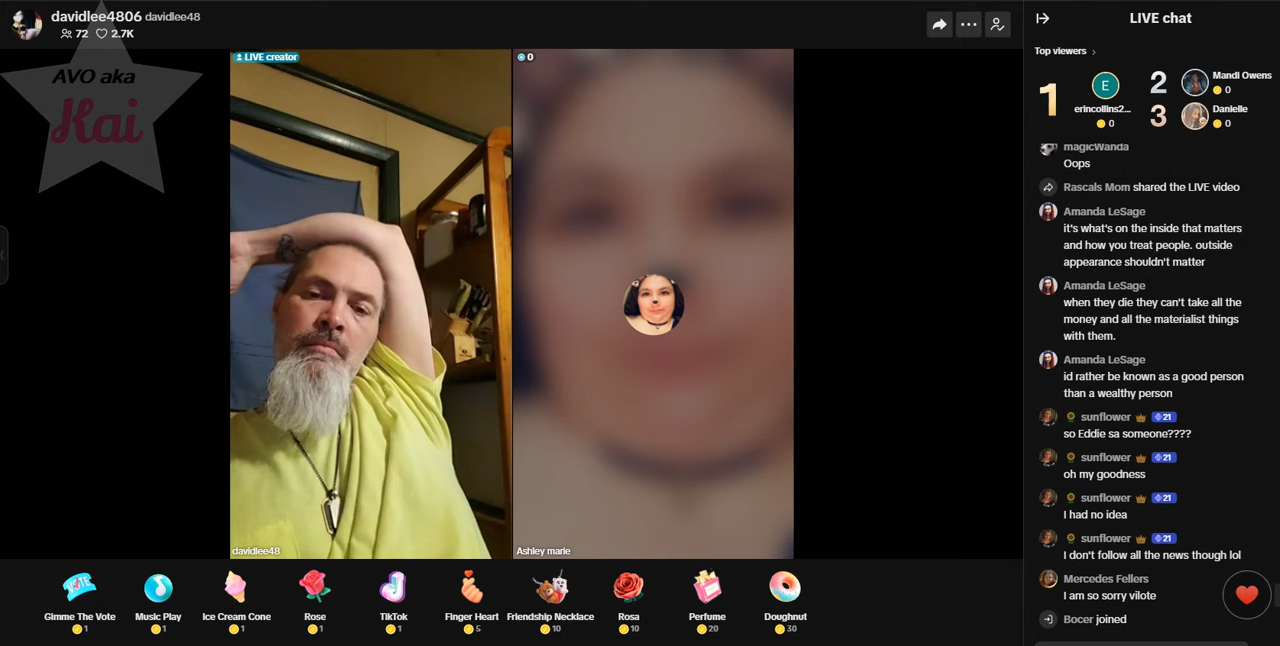 davidlee4806 davidlee48
72 2.7K
AVO aka
Kai
LIVE creator
0
davidlee48
Ashley marie
Gimme The Vote
1
Music Play
1
Ice Cream Cone
1
Rose
1
TikTok
1
Finger Heart
5
Friendship Necklace
10
Rosa
10
Perfume
20
Doughnut
30
LIVE chat
Top viewers
1
E
erincollins2...
0
2
Mandi Owens
0
3
Danielle
0
magicWanda
Oops
Rascals Mom shared the LIVE video
Amanda LeSage
it's what's on the inside that matters
and how you treat people. outside
appearance shouldn't matter
Amanda LeSage
when they die they can't take all the
money and all the materialist things
with them.
Amanda LeSage
id rather be known as a good person
than a wealthy person
sunflower 21
so Eddie sa someone????
sunflower 21
oh my goodness
sunflower 21
I had no idea
sunflower 21
I don't follow all the news though lol
Mercedes Fellers
I am so sorry vilote
Bocer joined